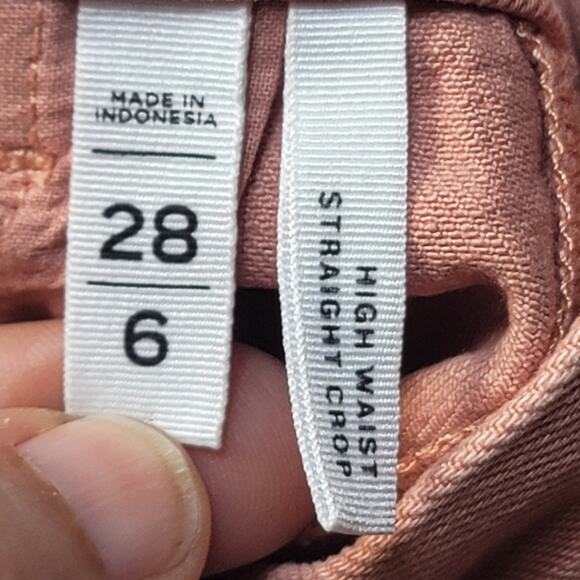 MADE IN
INDONESIA
28
6
HIGH WAIST
STRAIGHT CROP